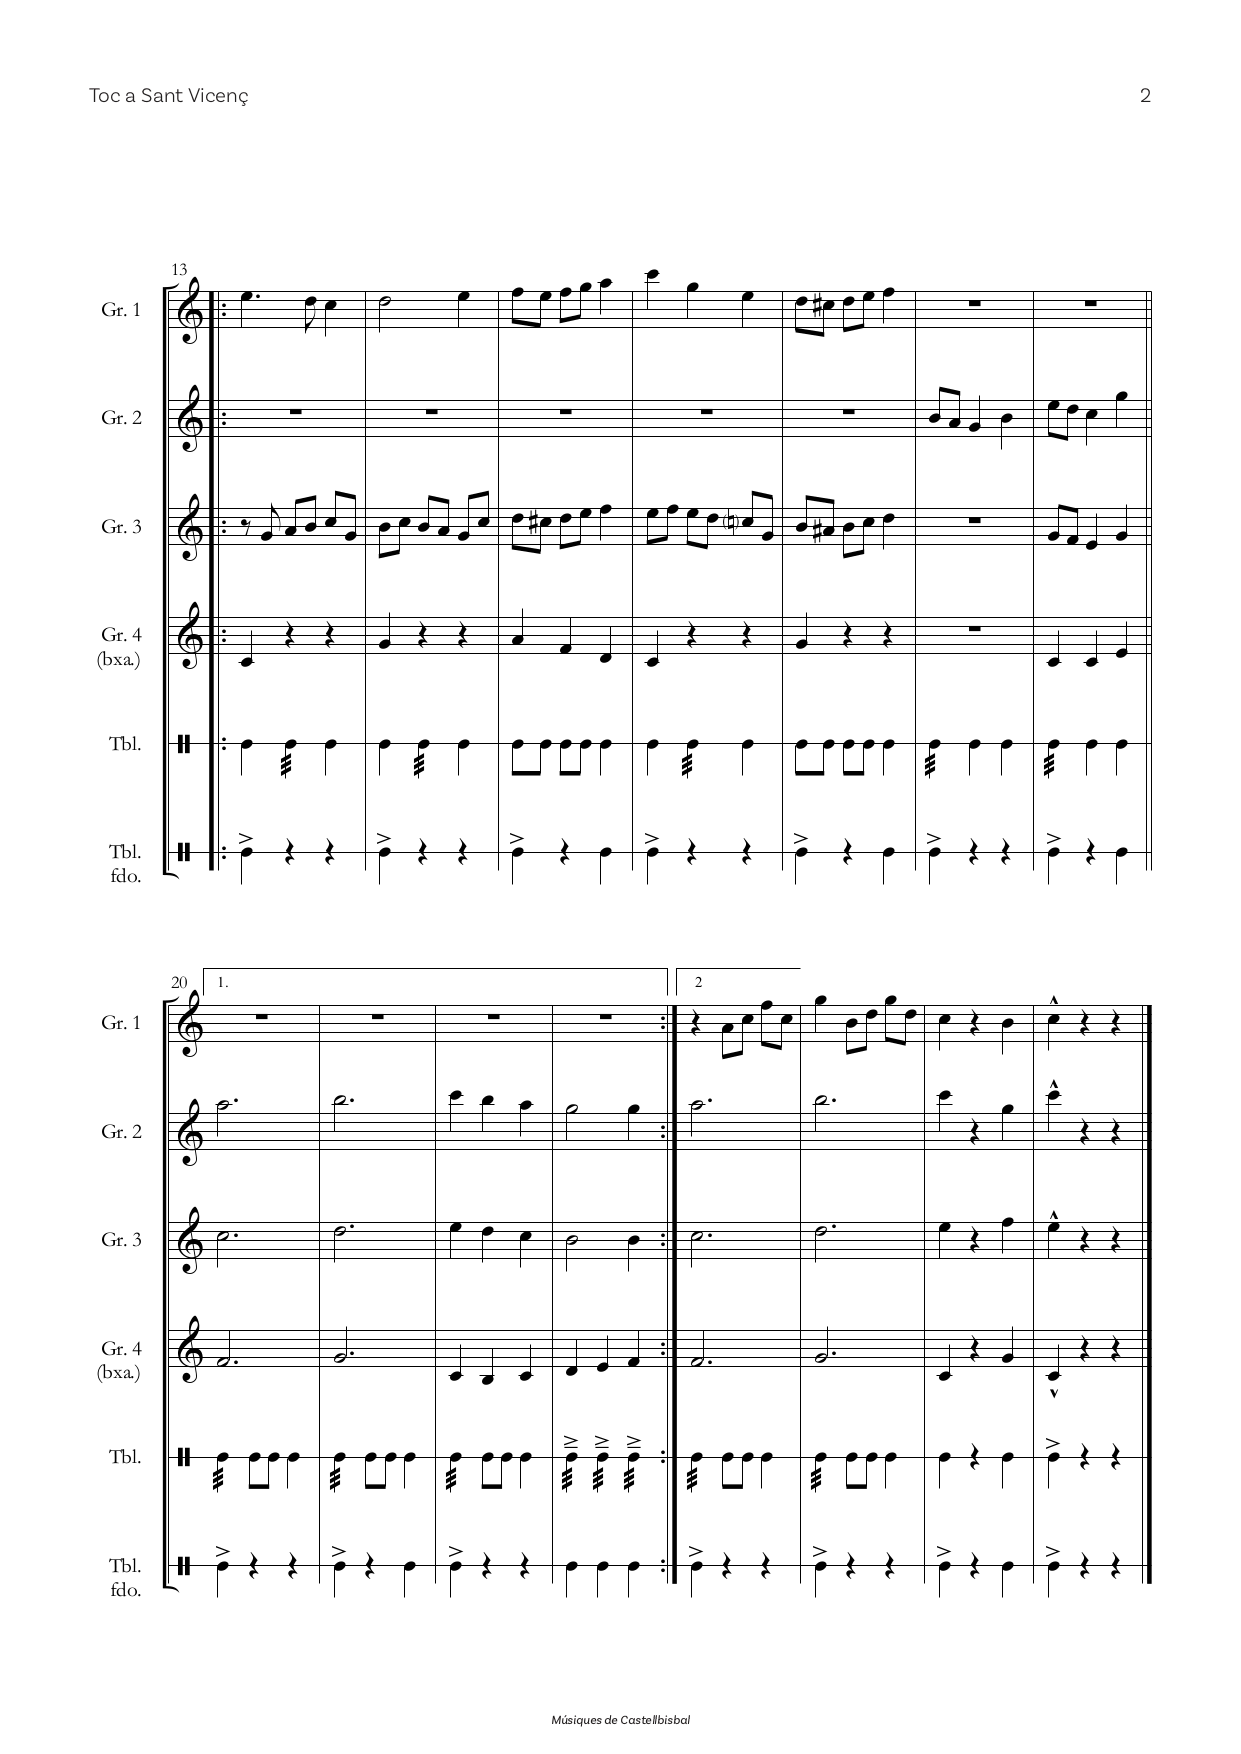 Toc a Sant Vicenç 2
13
Gr. 1
Gr. 2
Gr. 3
Gr. 4
(bxa.)
Tbl.
Tbl.
fdo.
20 1. 2
Gr. 1
Gr. 2
Gr. 3
Gr. 4
(bxa.)
Tbl.
Tbl.
fdo.
Músiques de Castellbisbal